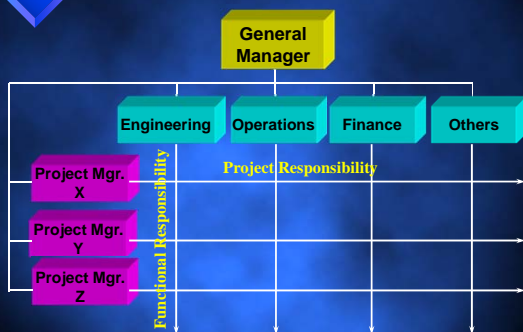 General
Manager
Engineering
Operations
Finance
Others
Project Responsibility
Functional Responsibility
Project Mgr.
X
Project Mgr.
Y
Project Mgr.
Z